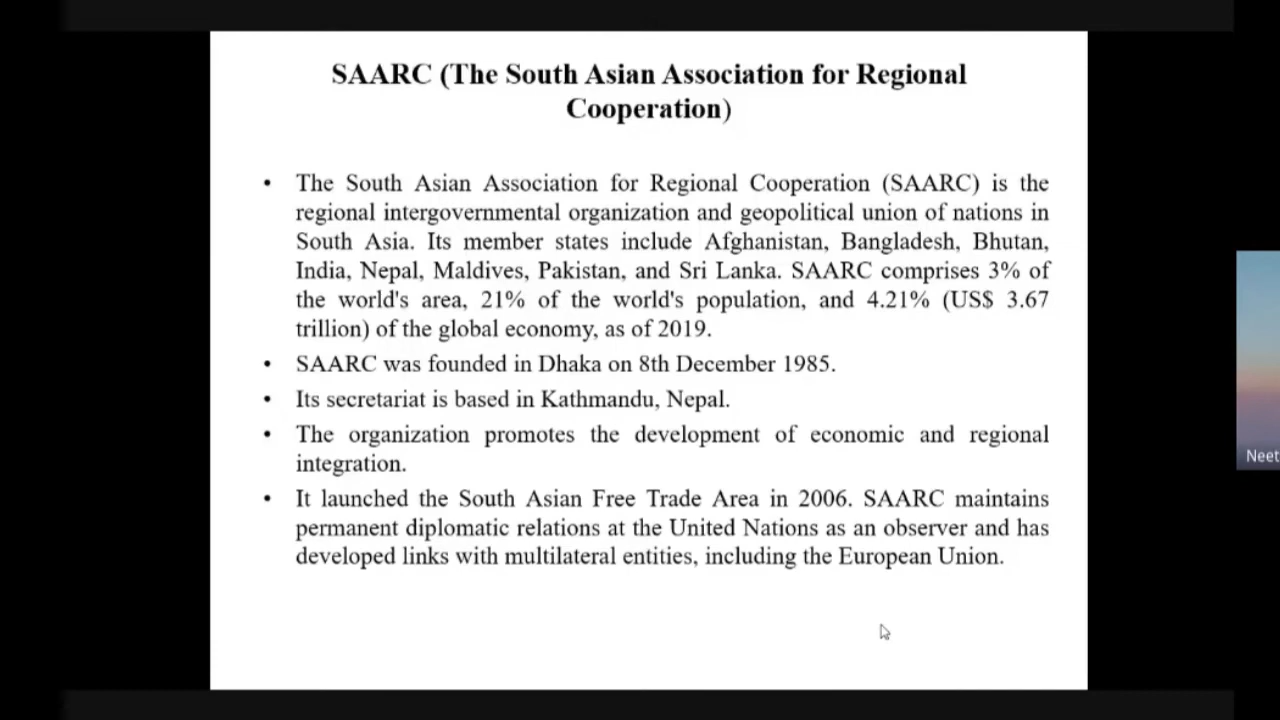 SAARC (The South Asian Association for Regional
Cooperation)
• The South Asian Association for Regional Cooperation (SAARC) is the
regional intergovernmental organization and geopolitical union of nations in
South Asia. Its member states include Afghanistan, Bangladesh, Bhutan,
India, Nepal, Maldives, Pakistan, and Sri Lanka. SAARC comprises 3% of
the world's area, 21% of the world's population, and 4.21% (US$ 3.67
trillion) of the global economy, as of 2019.
• SAARC was founded in Dhaka on 8th December 1985.
• Its secretariat is based in Kathmandu, Nepal.
• The organization promotes the development of economic and regional
integration.
• It launched the South Asian Free Trade Area in 2006. SAARC maintains
permanent diplomatic relations at the United Nations as an observer and has
developed links with multilateral entities, including the European Union.
Neet